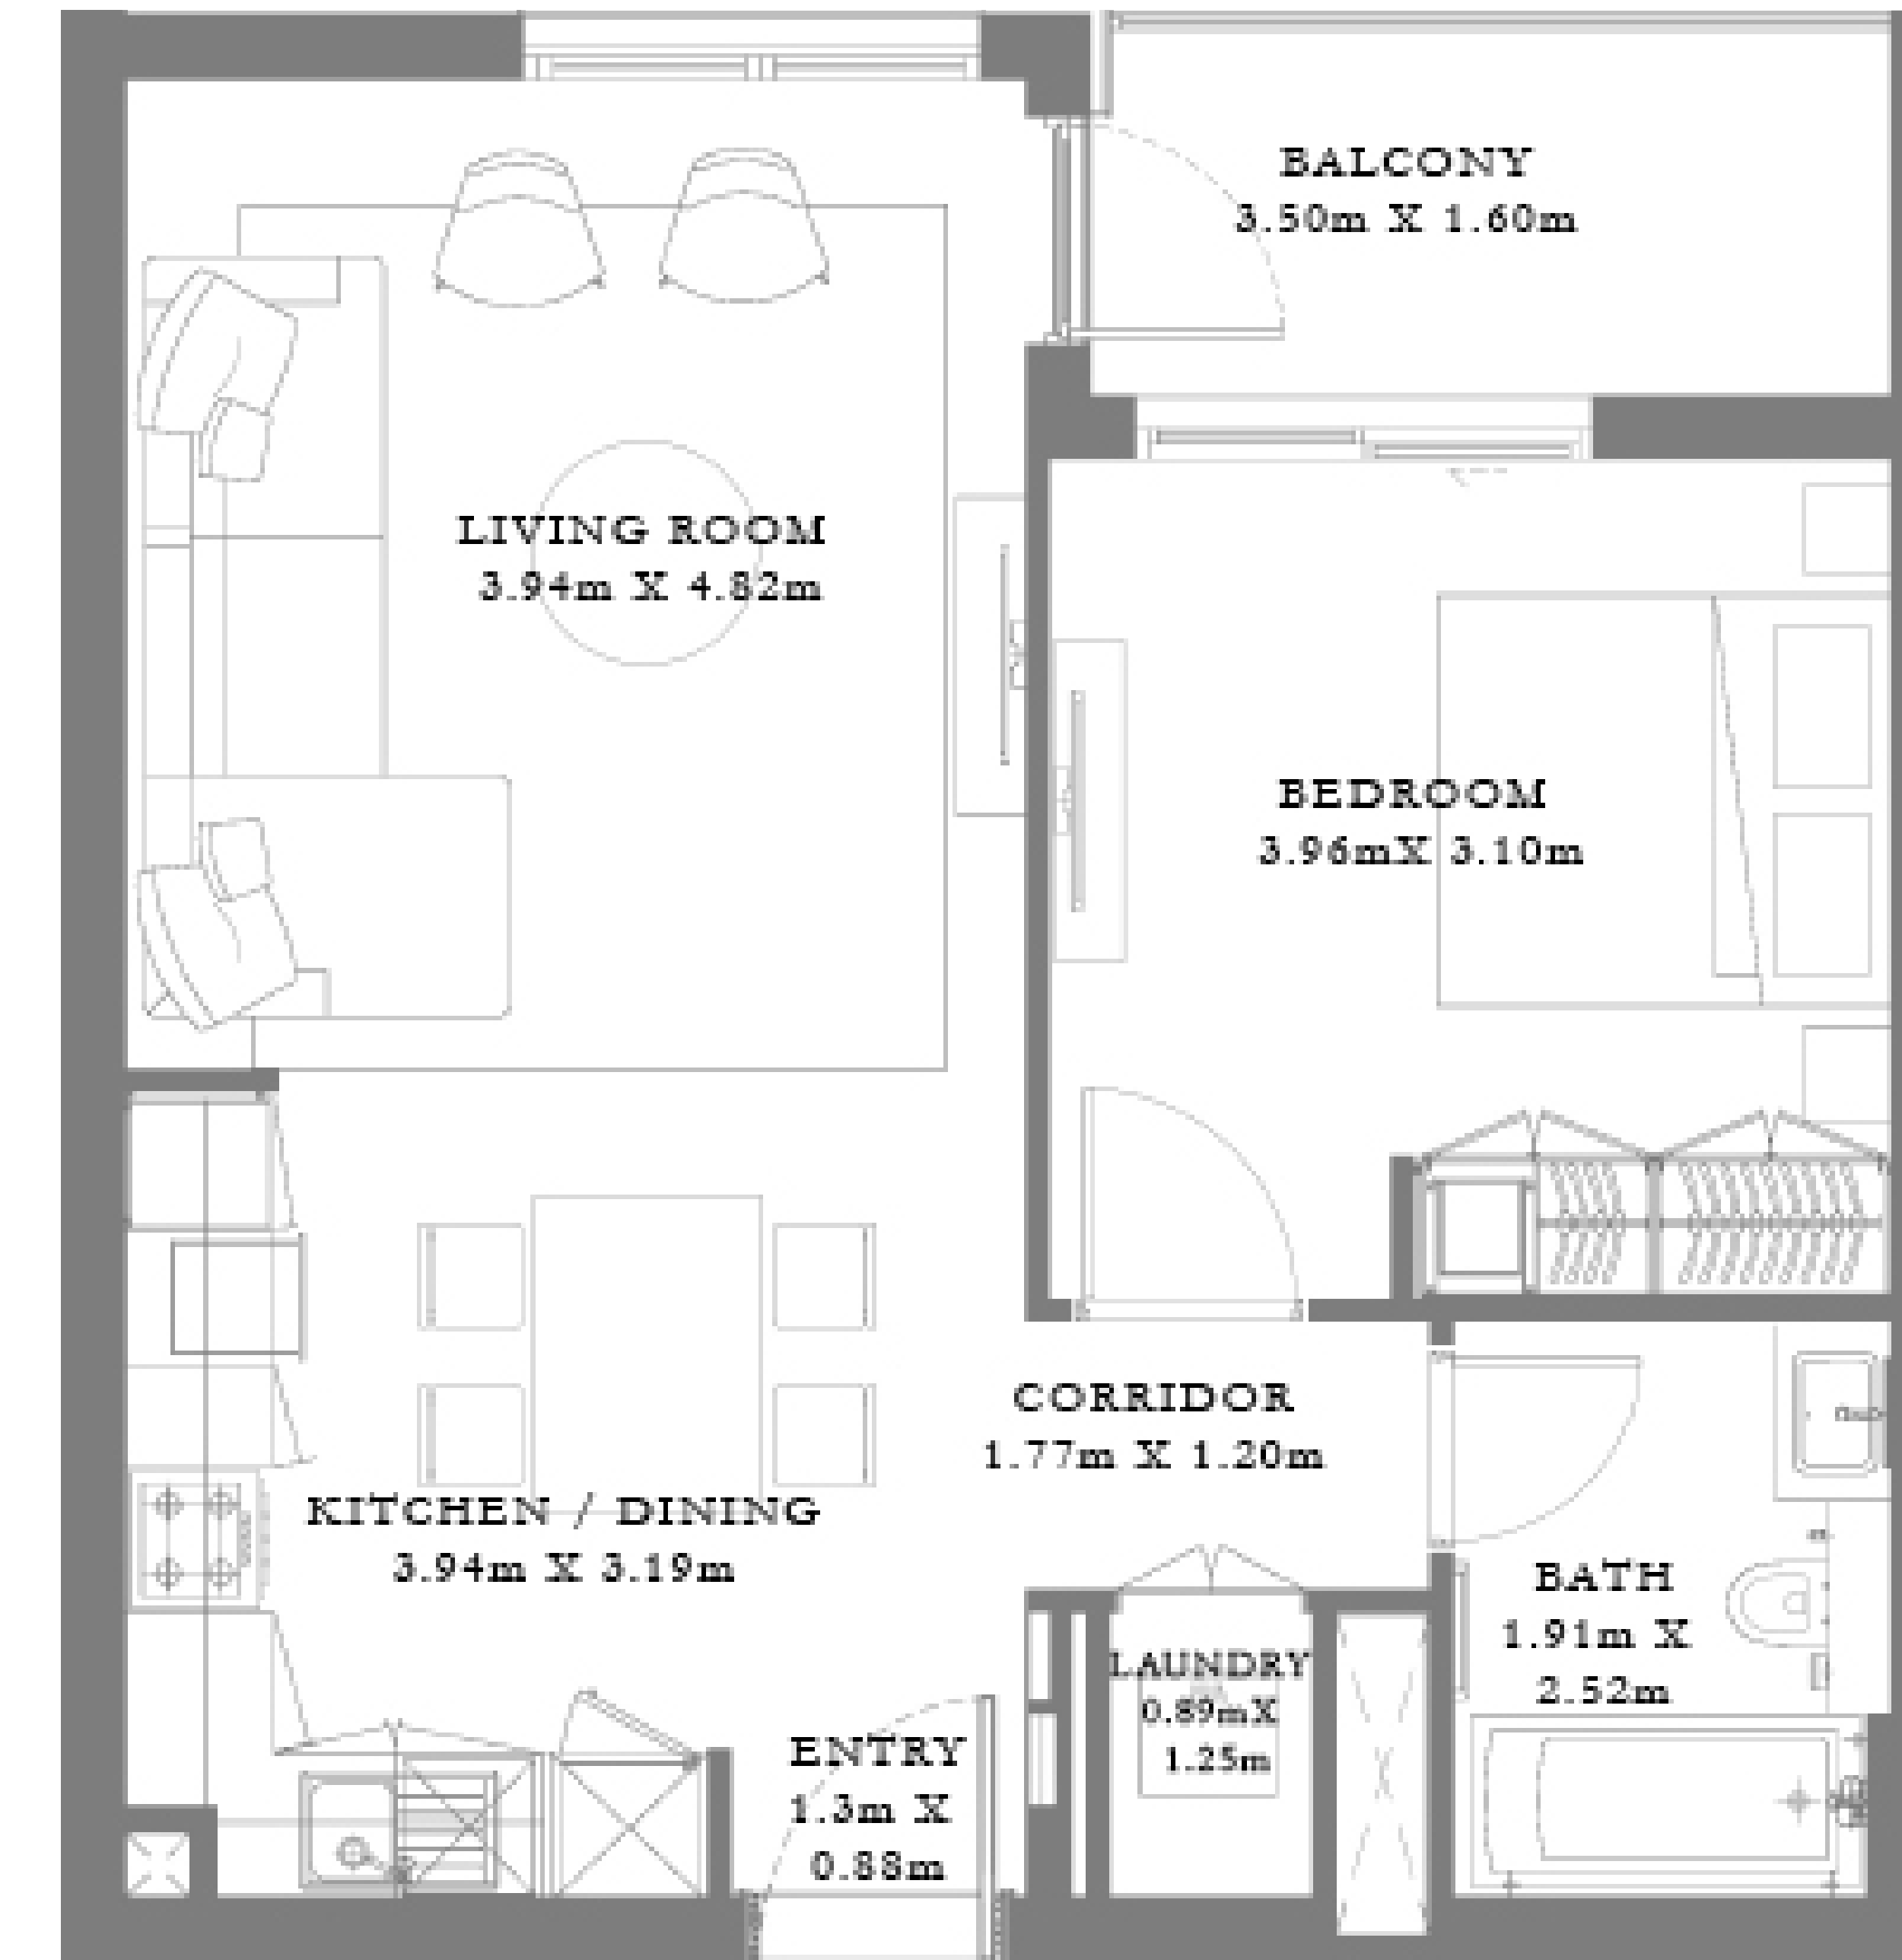 BALCONY
3.50m X 1.60m
LIVING ROOM
3.94m X 4.82m
BEDROOM
3.96mX 3.10m
CORRIDOR
1.77m X 1.20m
KITCHEN / DINING
3.94m X 3.19m
BATH
1.91m X
2.52m
LAUNDRY
0.89mX
1.25m
ENTRY
1.3m X
0.88m